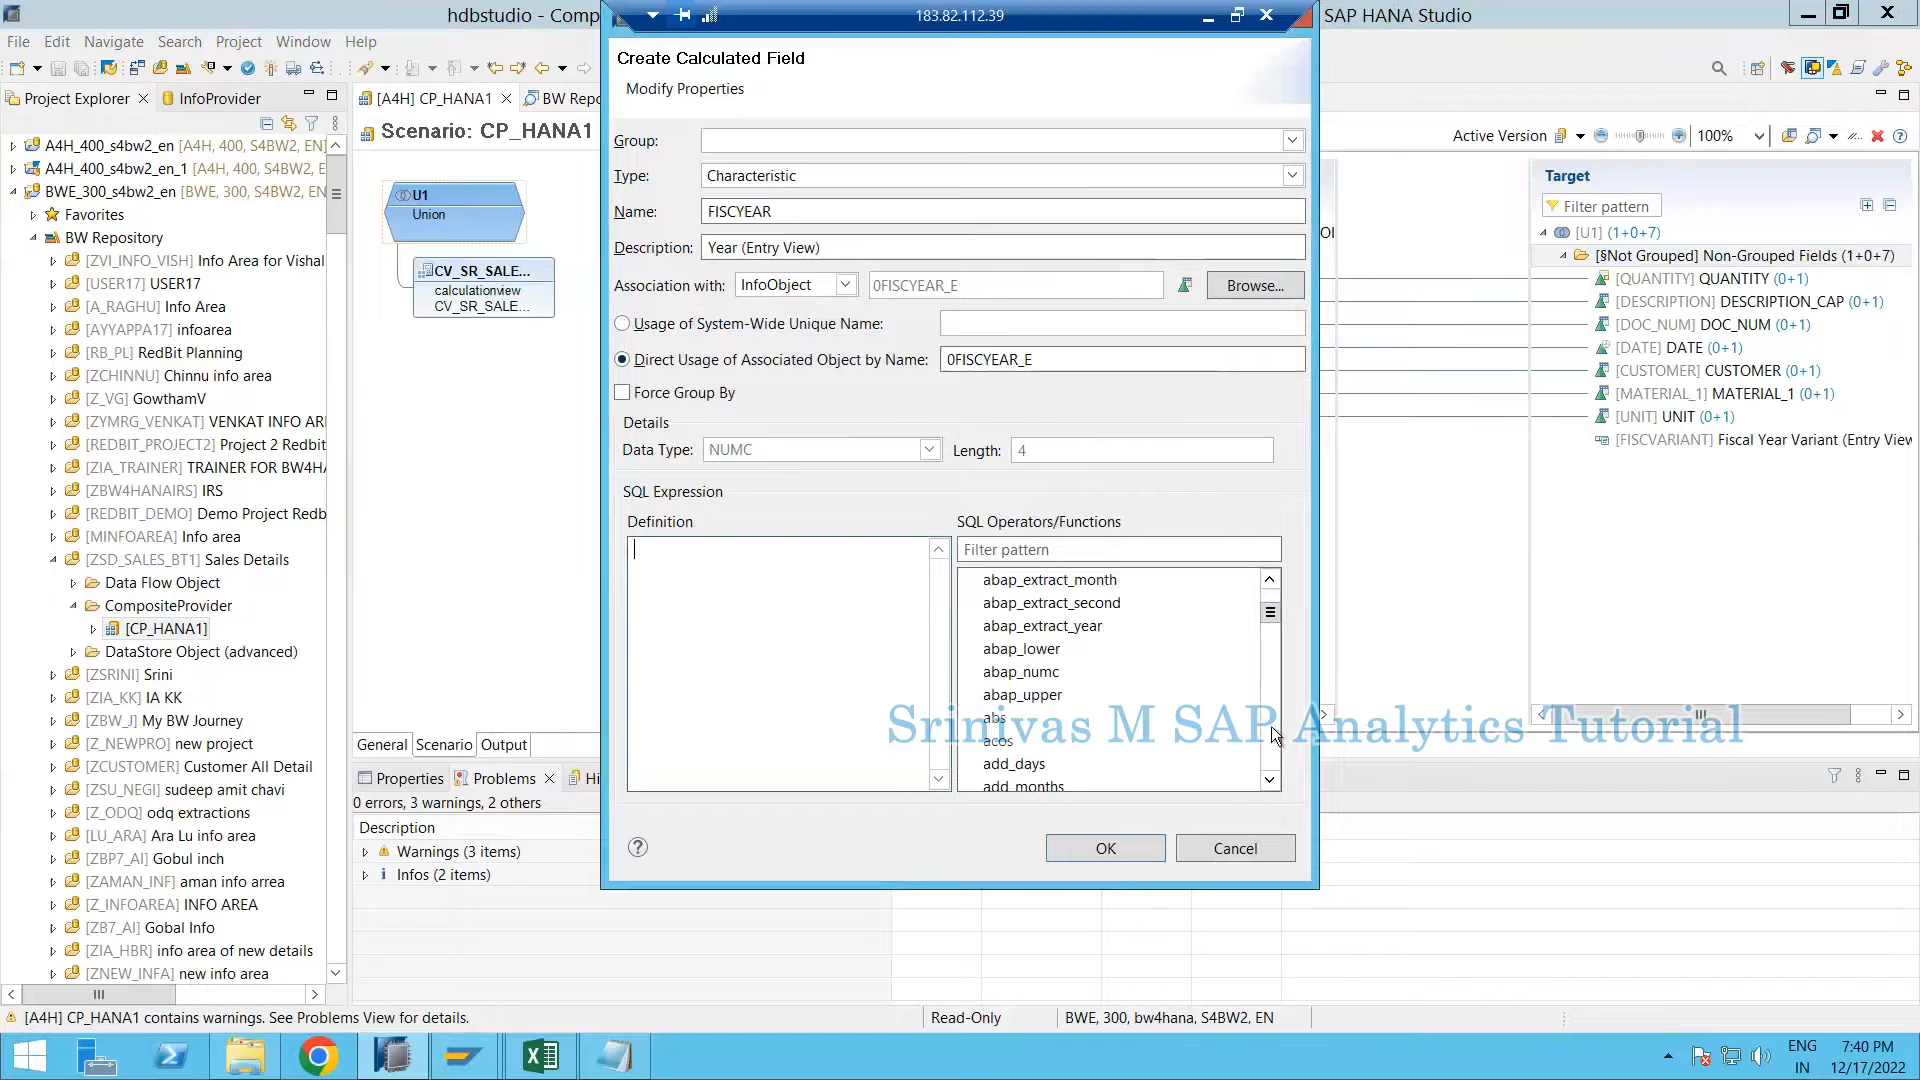 hdbstudio - Comp
183.82.112.39
SAP HANA Studio
File Edit Navigate Search Project Window Help
Project Explorer
InfoProvider
[A4H] CP_HANA1
BW Repo
Scenario: CP_HANA1
Active Version
100%
A4H_400_s4bw2_en [A4H, 400, S4BW2, EN]
A4H_400_s4bw2_en_1 [A4H, 400, S4BW2,
BWE_300_s4bw2_en [BWE, 300, S4BW2, EN
Favorites
BW Repository
[ZVI_INFO_VISH] Info Area for Vishal
[USER17] USER17
[A_RAGHU] Info Area
[AYYAPPA17] infoarea
[RB_PL] RedBit Planning
[ZCHINNU] Chinnu info area
[Z_VG] GowthamV
[ZYMRG_VENKAT] VENKAT INFO ARI
[REDBIT_PROJECT2] Project 2 Redbit
[ZIA_TRAINER] TRAINER FOR BW4HA
[ZBW4HANAIRS] IRS
[REDBIT_DEMO] Demo Project Redb
[MINFOAREA] Info area
[ZSD_SALES_BT1] Sales Details
Data Flow Object
CompositeProvider
[CP_HANA1]
DataStore Object (advanced)
[ZSRINI] Srini
[ZIA_KK] IA KK
[ZBW_J] My BW Journey
[Z_NEWPRO] new project
[ZCUSTOMER] Customer All Detail
[ZSU_NEGI] sudeep amit chavi
[Z_ODQ] odq extractions
[LU_ARA] Ara Lu info area
[ZBP7_AI] Gobul inch
[ZAMAN_INF] aman info arrea
[Z_INFOAREA] INFO AREA
[ZB7_AI] Gobal Info
[ZIA_HBR] info area of new details
[ZNEW_INFA] new info area
U1
Union
CV_SR_SALE...
calculationview
CV_SR_SALE...
General Scenario Output
Properties Problems Hi
0 errors, 3 warnings, 2 others
Description
Warnings (3 items)
Infos (2 items)
Create Calculated Field
Modify Properties
Group:
Type: Characteristic
Name: FISCYEAR
Description: Year (Entry View)
Association with: InfoObject 0FISCYEAR_E Browse...
Usage of System-Wide Unique Name:
Direct Usage of Associated Object by Name: 0FISCYEAR_E
Force Group By
Details
Data Type: NUMC Length: 4
SQL Expression
Definition
SQL Operators/Functions
Filter pattern
abap_extract_month
abap_extract_second
abap_extract_year
abap_lower
abap_numc
abap_upper
abs
acos
add_days
add_months
OK Cancel
OI
Target
Filter pattern
[U1] (1+0+7)
[§Not Grouped] Non-Grouped Fields (1+0+7)
[QUANTITY] QUANTITY (0+1)
[DESCRIPTION] DESCRIPTION_CAP (0+1)
[DOC_NUM] DOC_NUM (0+1)
[DATE] DATE (0+1)
[CUSTOMER] CUSTOMER (0+1)
[MATERIAL_1] MATERIAL_1 (0+1)
[UNIT] UNIT (0+1)
[FISCVARIANT] Fiscal Year Variant (Entry View
Srinivas M SAP Analytics Tutorial
[A4H] CP_HANA1 contains warnings. See Problems View for details.
Read-Only
BWE, 300, bw4hana, S4BW2, EN
ENG
IN
7:40 PM
12/17/2022